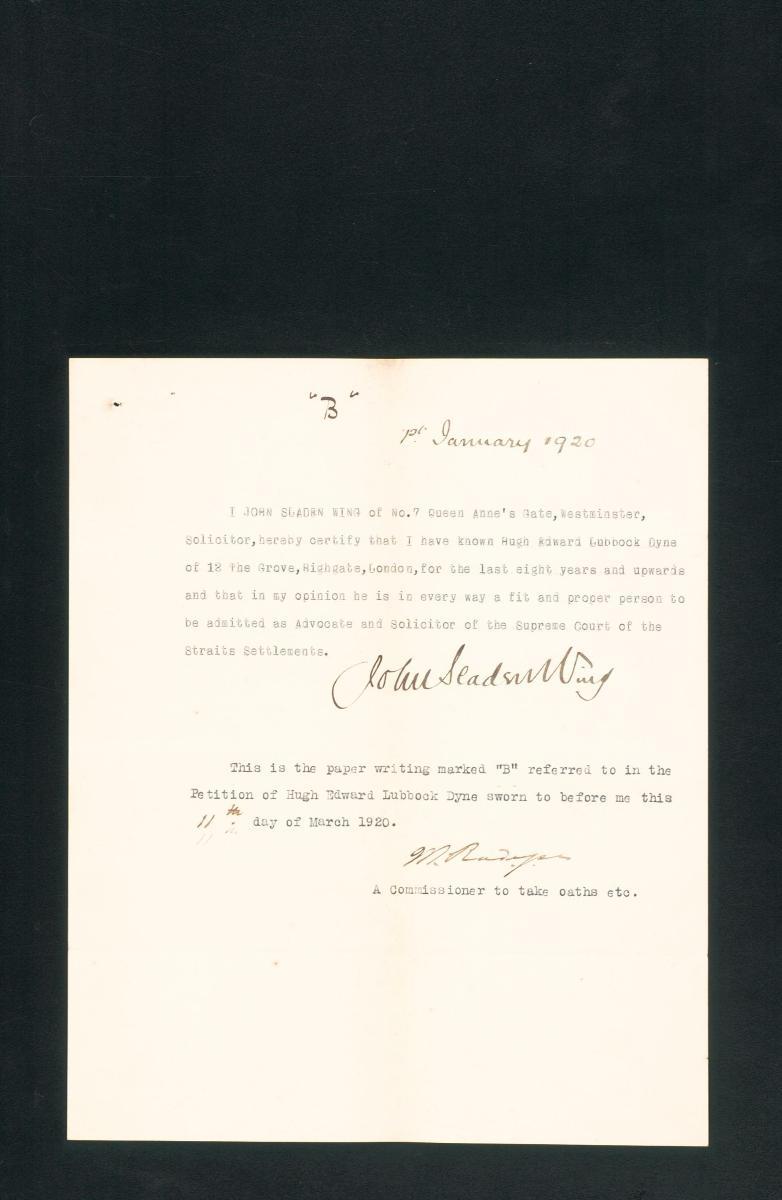 "B"
1st January 1920
I JOHN SLADEN WING of No.7 Queen Anne's Gate,Westminster,
Solicitor,hereby certify that I have known Hugh Edward Lubbock Dyne
of 12 The Grove,Highgate,London,for the last eight years and upwards
and that in my opinion he is in every way a fit and proper person to
be admitted as Advocate and Solicitor of the Supreme Court of the
Straits Settlements.
John Sladen Wing
This is the paper writing marked "B" referred to in the
Petition of Hugh Edward Lubbock Dyne sworn to before me this
11th day of March 1920.
A Commissioner to take oaths etc.